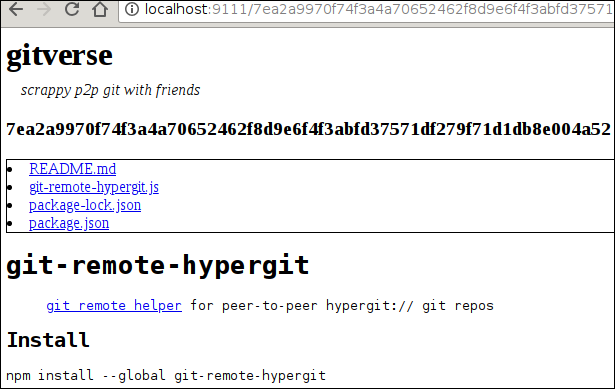 localhost:9111/7ea2a9970f74f3a4a70652462f8d9e6f4f3abfd37571
gitverse
scrappy p2p git with friends
7ea2a9970f74f3a4a70652462f8d9e6f4f3abfd37571df279f71d1db8e004a52
README.md
git-remote-hypergit.js
package-lock.json
package.json
git-remote-hypergit
git remote helper for peer-to-peer hypergit:// git repos
Install
npm install --global git-remote-hypergit